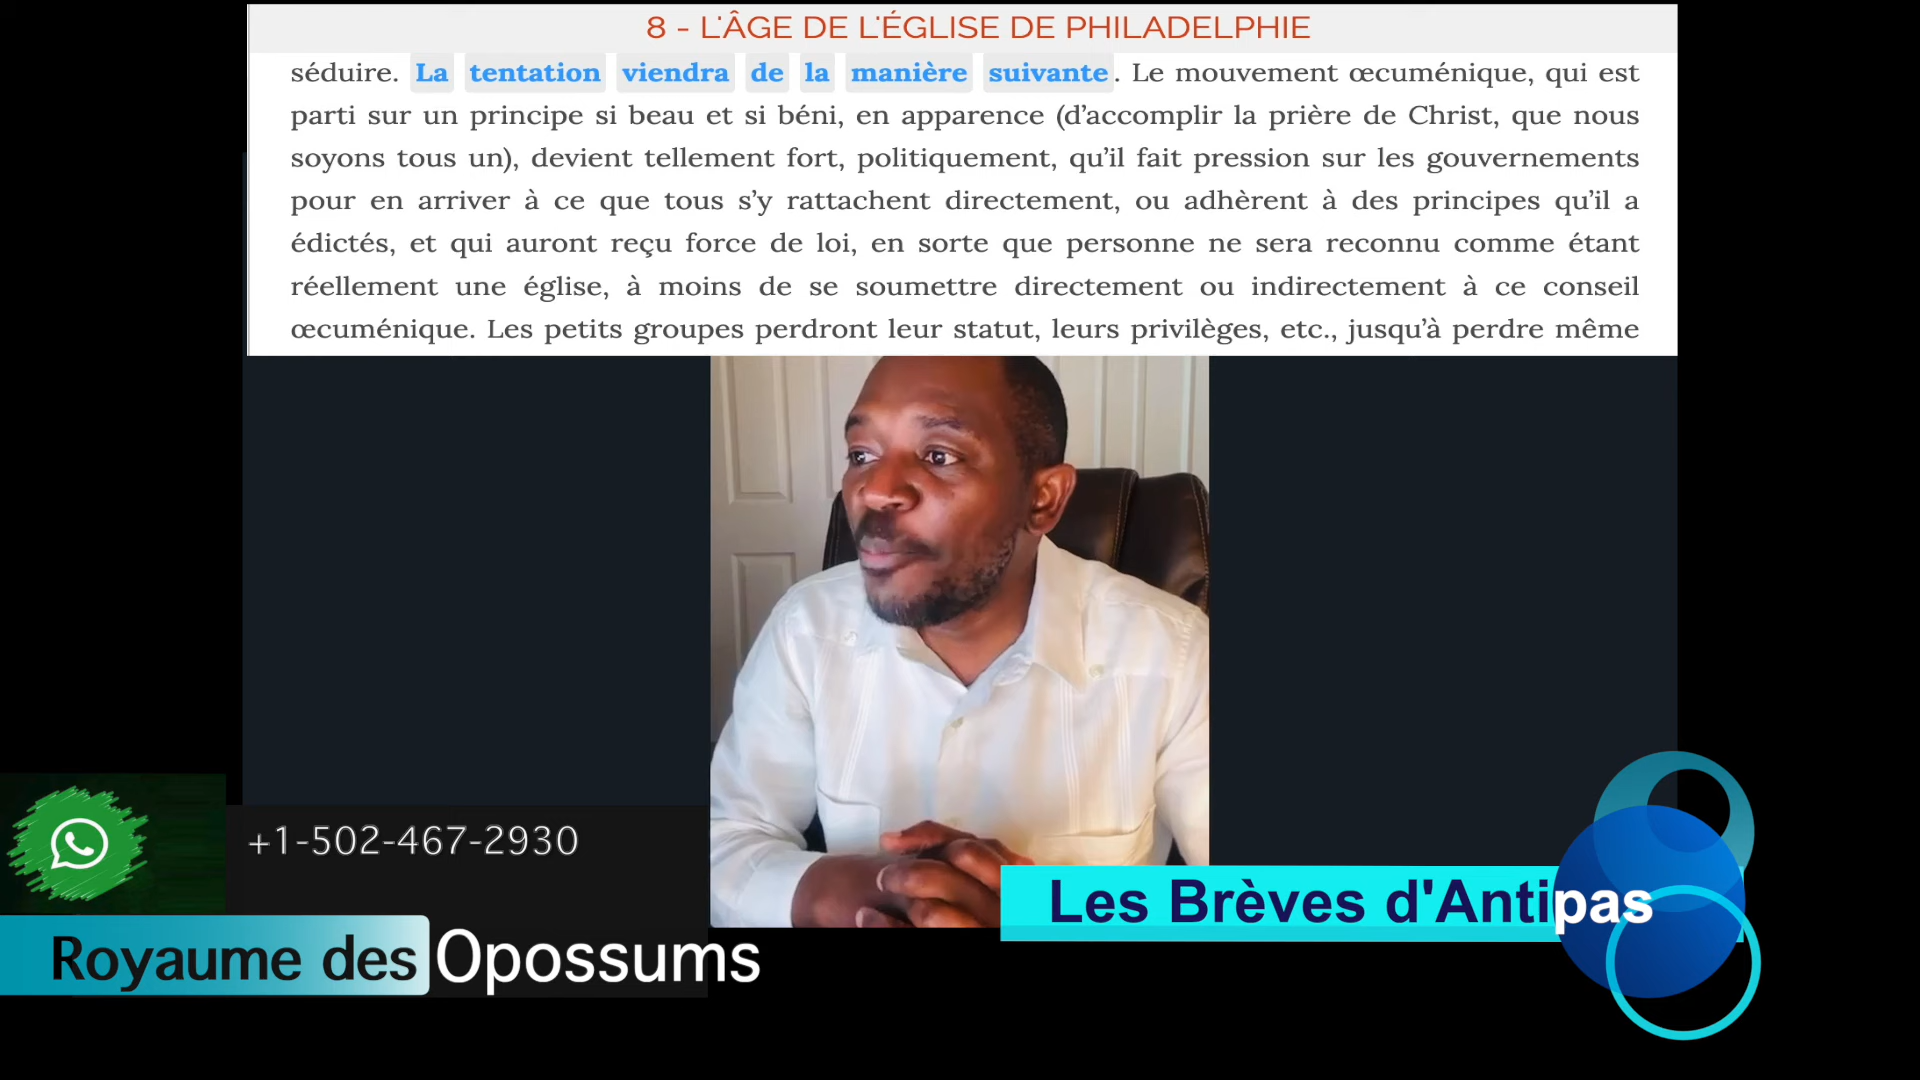 8 - L'ÂGE DE L'ÉGLISE DE PHILADELPHIE
séduire. La tentation viendra de la manière suivante. Le mouvement œcuménique, qui est
parti sur un principe si beau et si béni, en apparence (d’accomplir la prière de Christ, que nous
soyons tous un), devient tellement fort, politiquement, qu’il fait pression sur les gouvernements
pour en arriver à ce que tous s’y rattachent directement, ou adhèrent à des principes qu’il a
édictés, et qui auront reçu force de loi, en sorte que personne ne sera reconnu comme étant
réellement une église, à moins de se soumettre directement ou indirectement à ce conseil
œcuménique. Les petits groupes perdront leur statut, leurs privilèges, etc., jusqu’à perdre même
+1-502-467-2930
Les Brèves d'Antipas
Royaume des Opossums